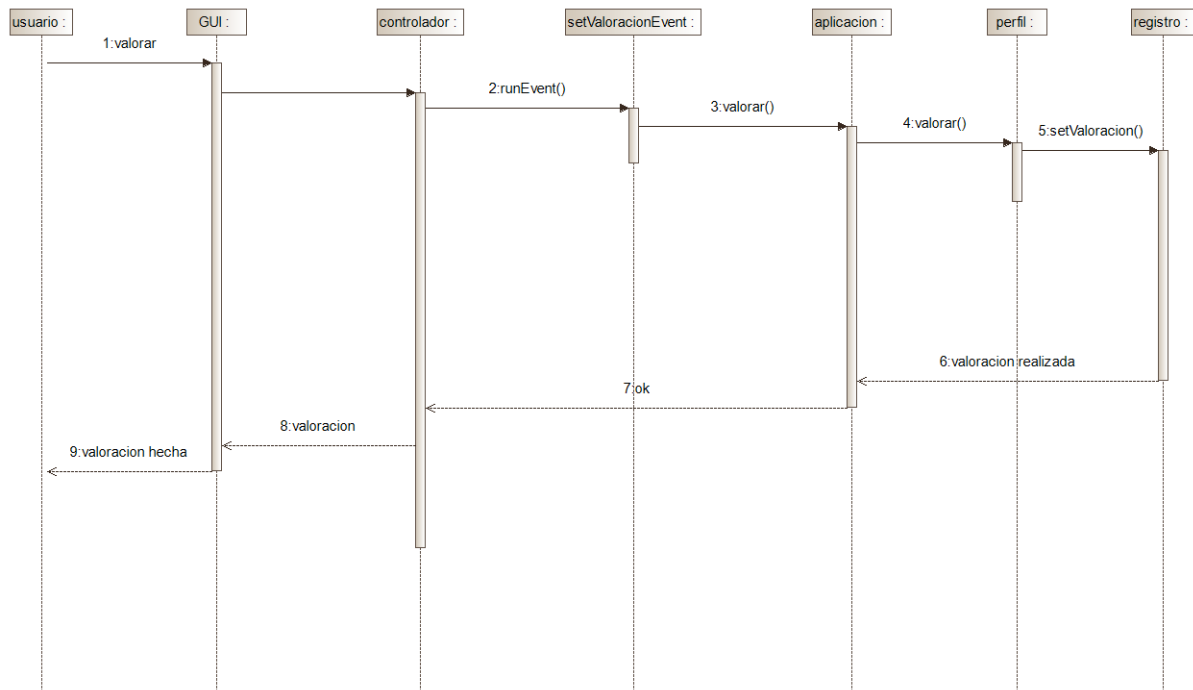 usuario :
GUI :
controlador :
setValoracionEvent :
aplicacion :
perfil :
registro :
1:valorar
2:runEvent()
3:valorar()
4:valorar()
5:setValoracion()
6:valoracion realizada
7:ok
8:valoracion
9:valoracion hecha